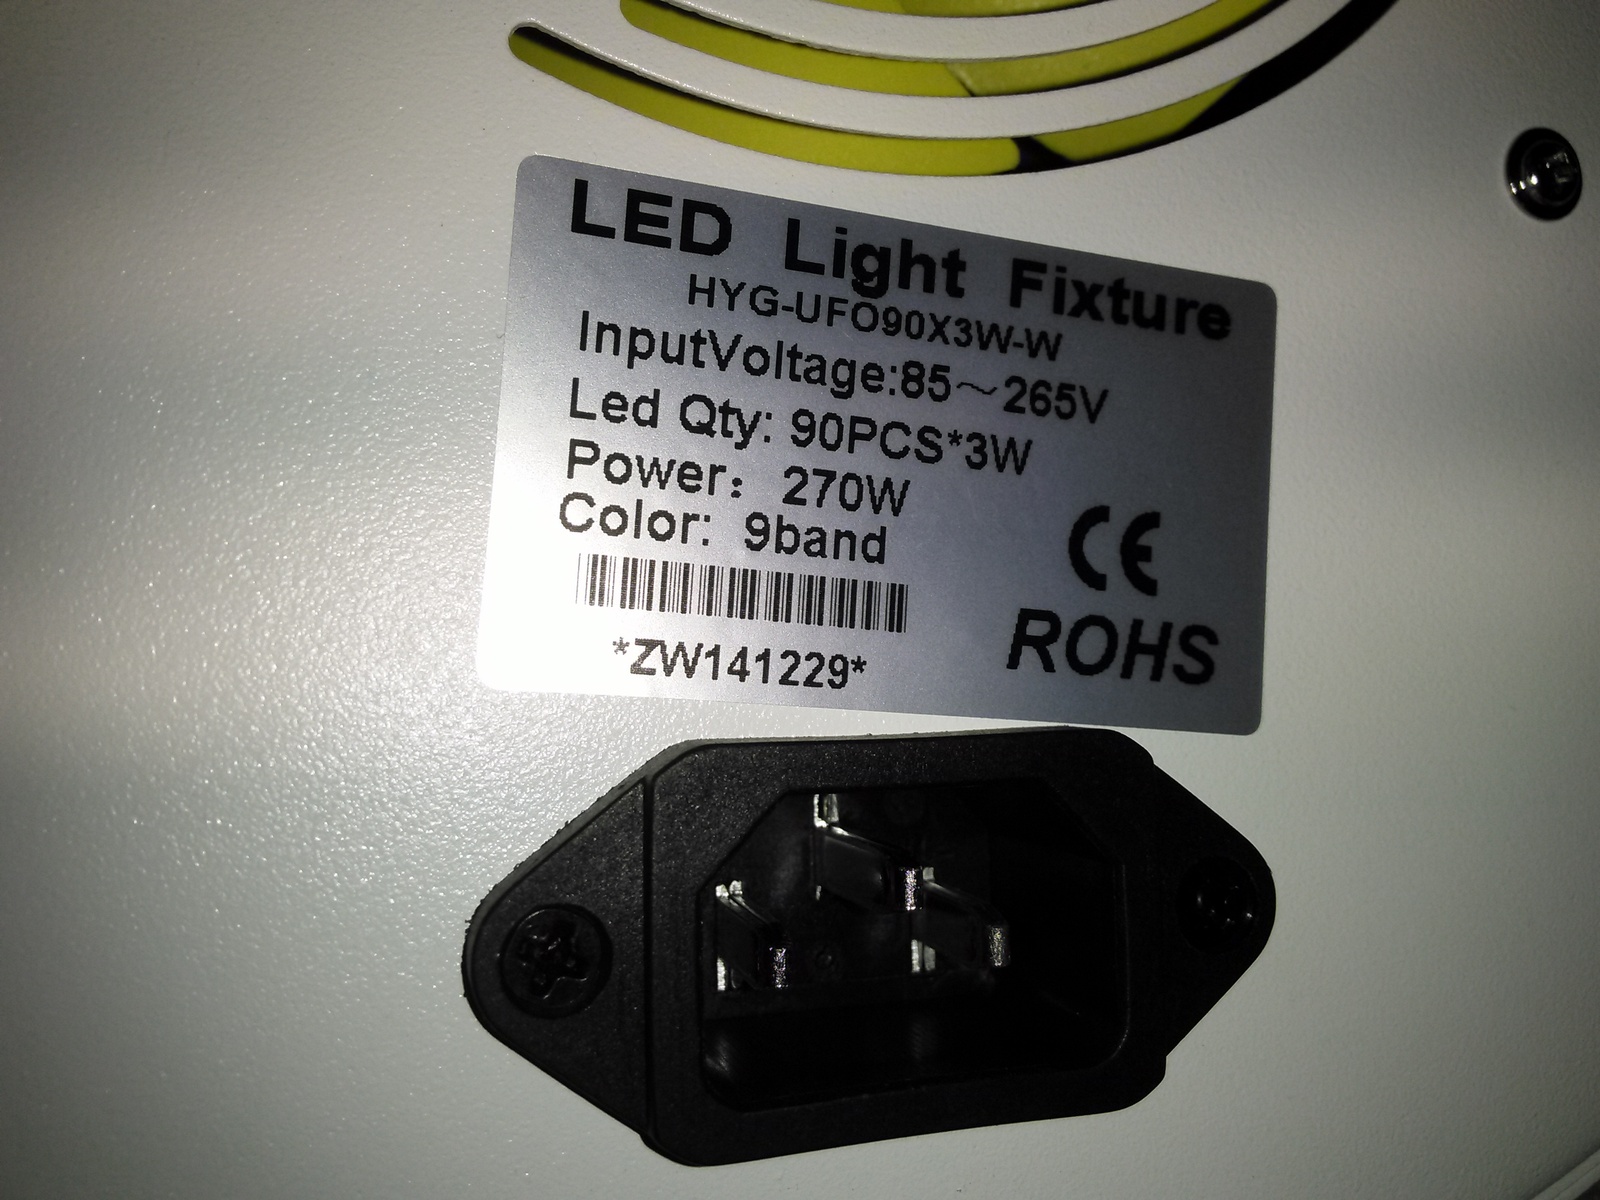 LED Light Fixture
HYG-UFO90X3W-W
InputVoltage:85～265V
Led Qty: 90PCS*3W
Power： 270W
Color: 9band
CE
ROHS
*ZW141229*